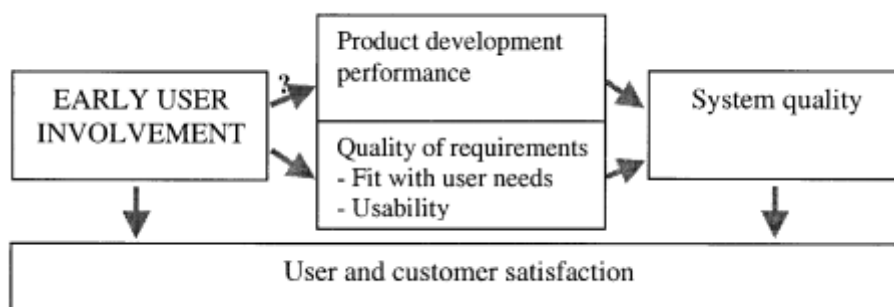 EARLY USER
INVOLVEMENT
?
Product development
performance
Quality of requirements
- Fit with user needs
- Usability
System quality
User and customer satisfaction